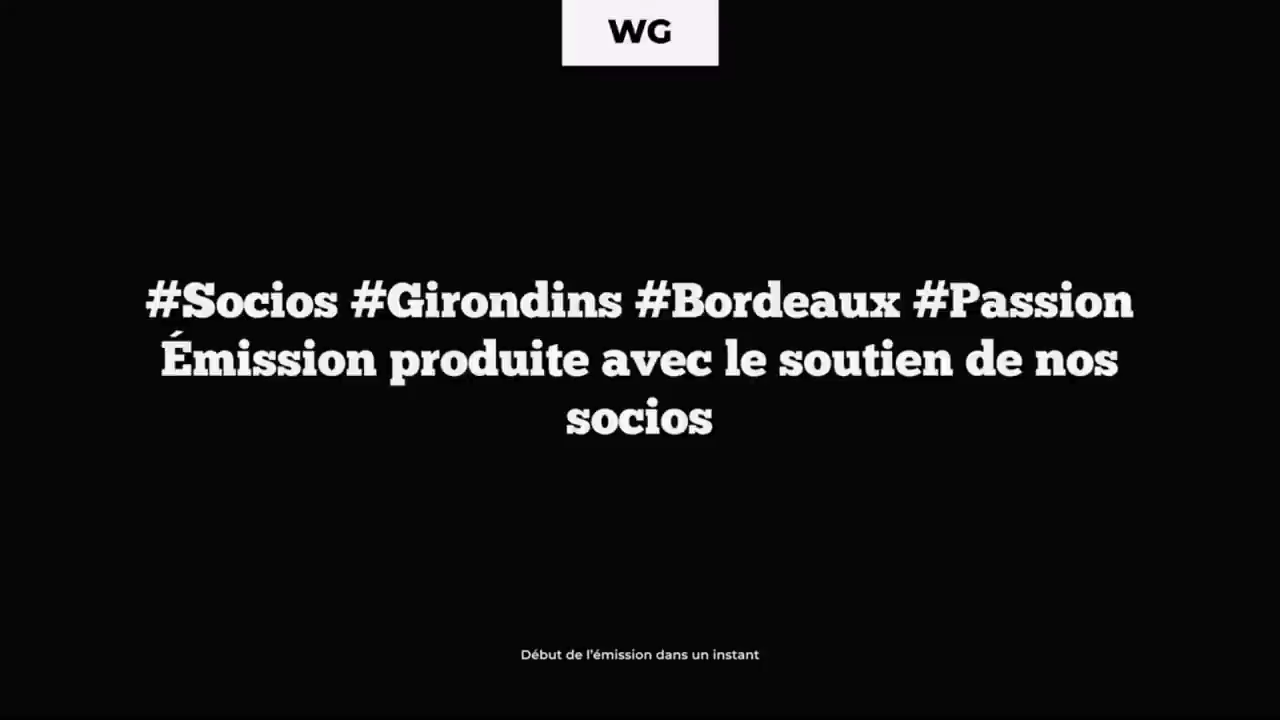 WG
#Socios #Girondins #Bordeaux #Passion
Émission produite avec le soutien de nos
socios
Début de l'émission dans un instant